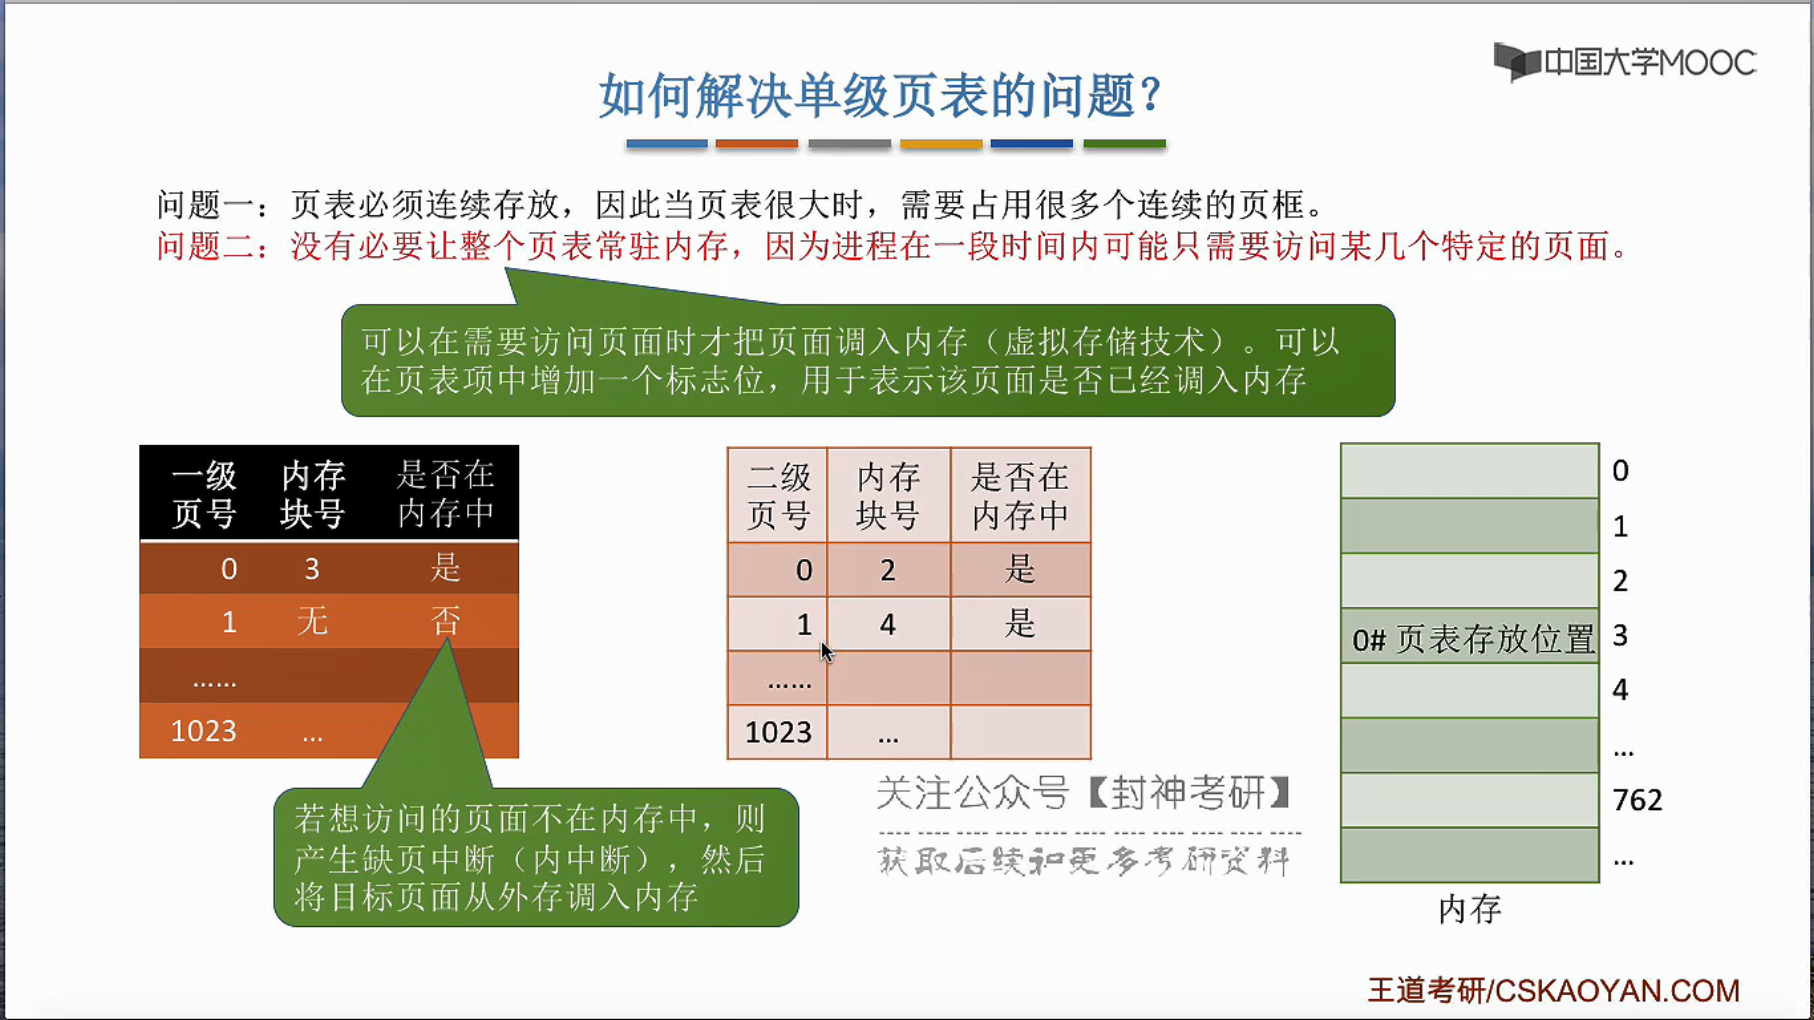 中国大学MOOC
如何解决单级页表的问题？
问题一：页表必须连续存放，因此当页表很大时，需要占用很多个连续的页框。
问题二：没有必要让整个页表常驻内存，因为进程在一段时间内可能只需要访问某几个特定的页面。
可以在需要访问页面时才把页面调入内存（虚拟存储技术）。可以
在页表项中增加一个标志位，用于表示该页面是否已经调入内存
一级 内存 是否在
页号 块号 内存中
0 3 是
1 无 否
……
1023 …
若想访问的页面不在内存中，则
产生缺页中断（内中断），然后
将目标页面从外存调入内存
二级 内存 是否在
页号 块号 内存中
0 2 是
1 4 是
……
1023 …
关注公众号【封神考研】
获取后续和更多考研资料
0
1
2
0# 页表存放位置 3
4
…
762
…
内存
王道考研/CSKAOYAN.COM